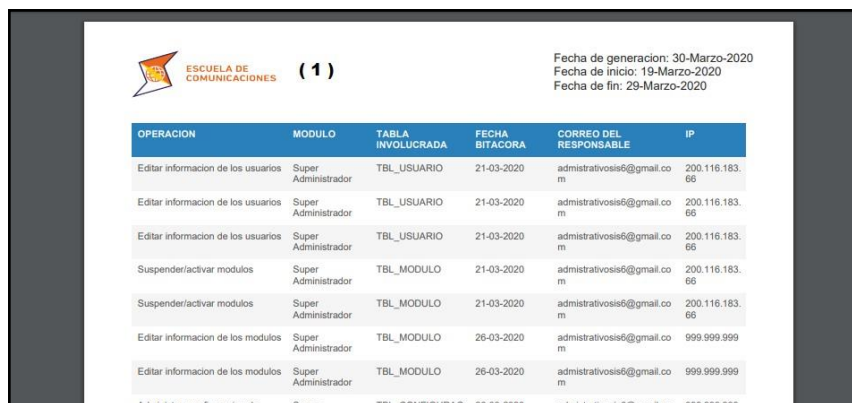 ESCUELA DE
COMUNICACIONES
( 1 )
Fecha de generacion: 30-Marzo-2020
Fecha de inicio: 19-Marzo-2020
Fecha de fin: 29-Marzo-2020
OPERACION MODULO TABLA INVOLUCRADA FECHA BITACORA CORREO DEL RESPONSABLE IP
Editar informacion de los usuarios Super Administrador TBL_USUARIO 21-03-2020 admistrativosis6@gmail.com 200.116.183.66
Editar informacion de los usuarios Super Administrador TBL_USUARIO 21-03-2020 admistrativosis6@gmail.com 200.116.183.66
Editar informacion de los usuarios Super Administrador TBL_USUARIO 21-03-2020 admistrativosis6@gmail.com 200.116.183.66
Suspender/activar modulos Super Administrador TBL_MODULO 21-03-2020 admistrativosis6@gmail.com 200.116.183.66
Suspender/activar modulos Super Administrador TBL_MODULO 21-03-2020 admistrativosis6@gmail.com 200.116.183.66
Editar informacion de los modulos Super Administrador TBL_MODULO 26-03-2020 admistrativosis6@gmail.com 999.999.999
Editar informacion de los modulos Super Administrador TBL_MODULO 26-03-2020 admistrativosis6@gmail.com 999.999.999